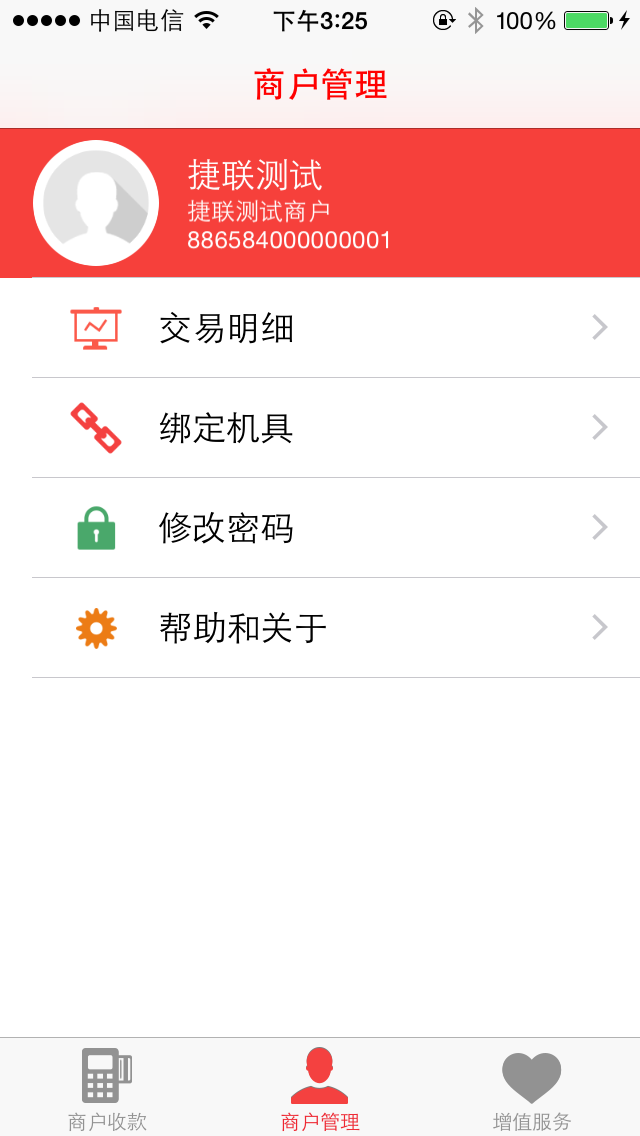 中国电信 下午3:25 100%
商户管理
捷联测试
捷联测试商户
886584000000001
交易明细
绑定机具
修改密码
帮助和关于
商户收款 商户管理 增值服务